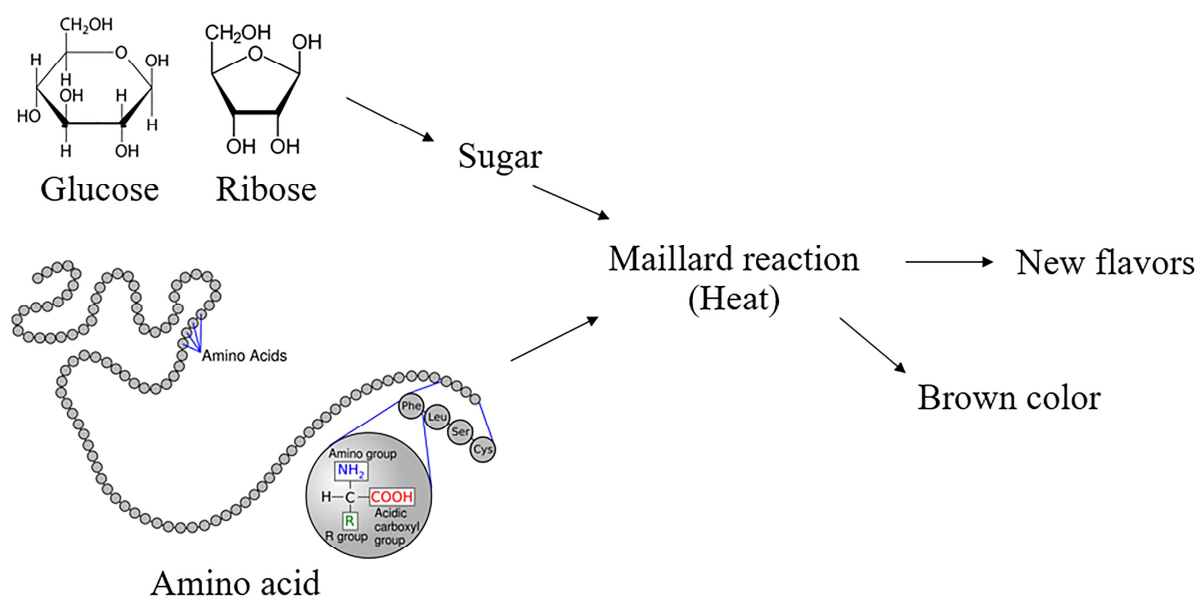 CH₂OH
O
H
OH
H
OH
H
HO
H
H
OH
Glucose
CH₂OH
OH
O
OH OH
Ribose
Sugar
Maillard reaction
(Heat)
New flavors
Brown color
Amino Acids
Phe
Leu
Ser
Cys
Amino group
NH₂
H C COOH
R
Acidic
carboxyl
group
R group
Amino acid